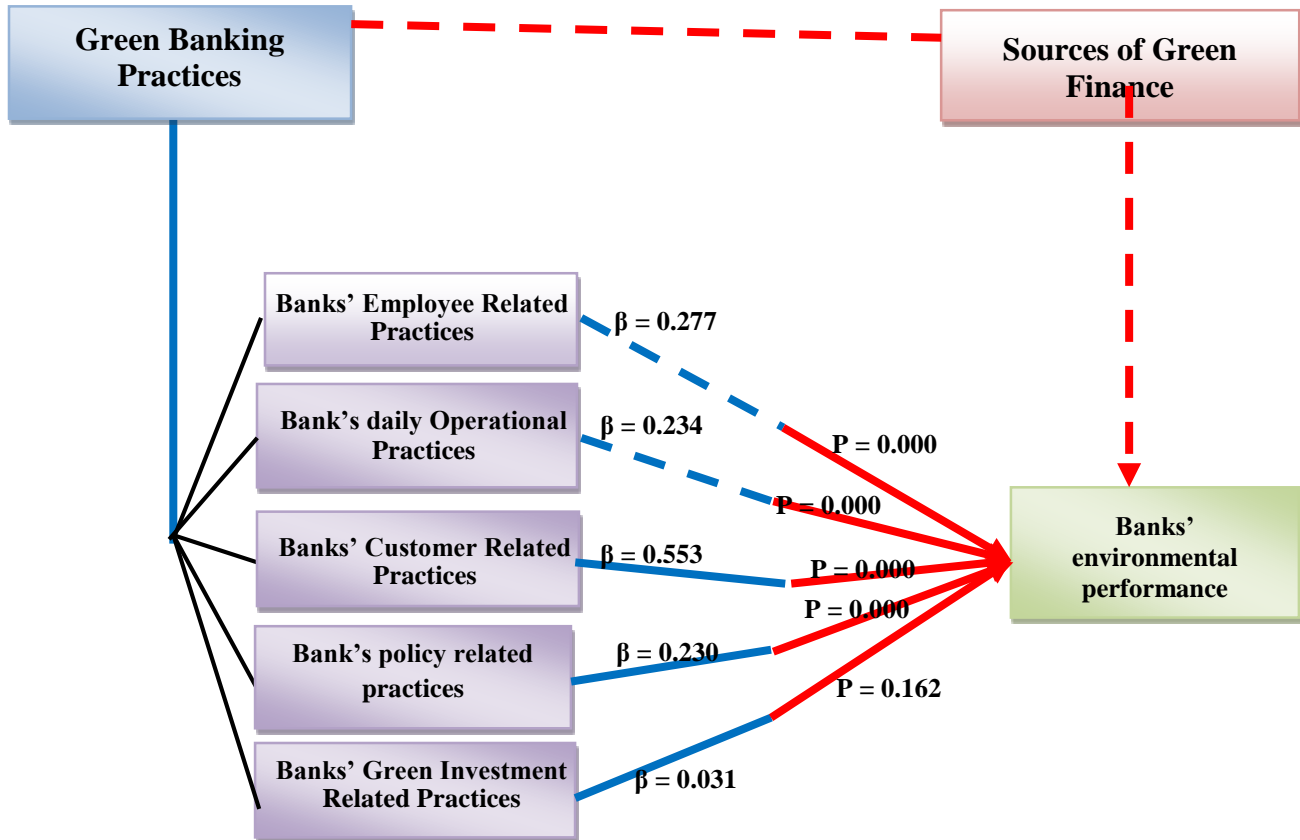 Green Banking
Practices
Sources of Green
Finance
Banks’ Employee Related
Practices
β = 0.277
P = 0.000
Bank’s daily Operational
Practices
β = 0.234
P = 0.000
Banks’ Customer Related
Practices
β = 0.553
P = 0.000
Bank’s policy related
practices
β = 0.230
P = 0.000
Banks’ Green Investment
Related Practices
β = 0.031
P = 0.162
Banks’
environmental
performance